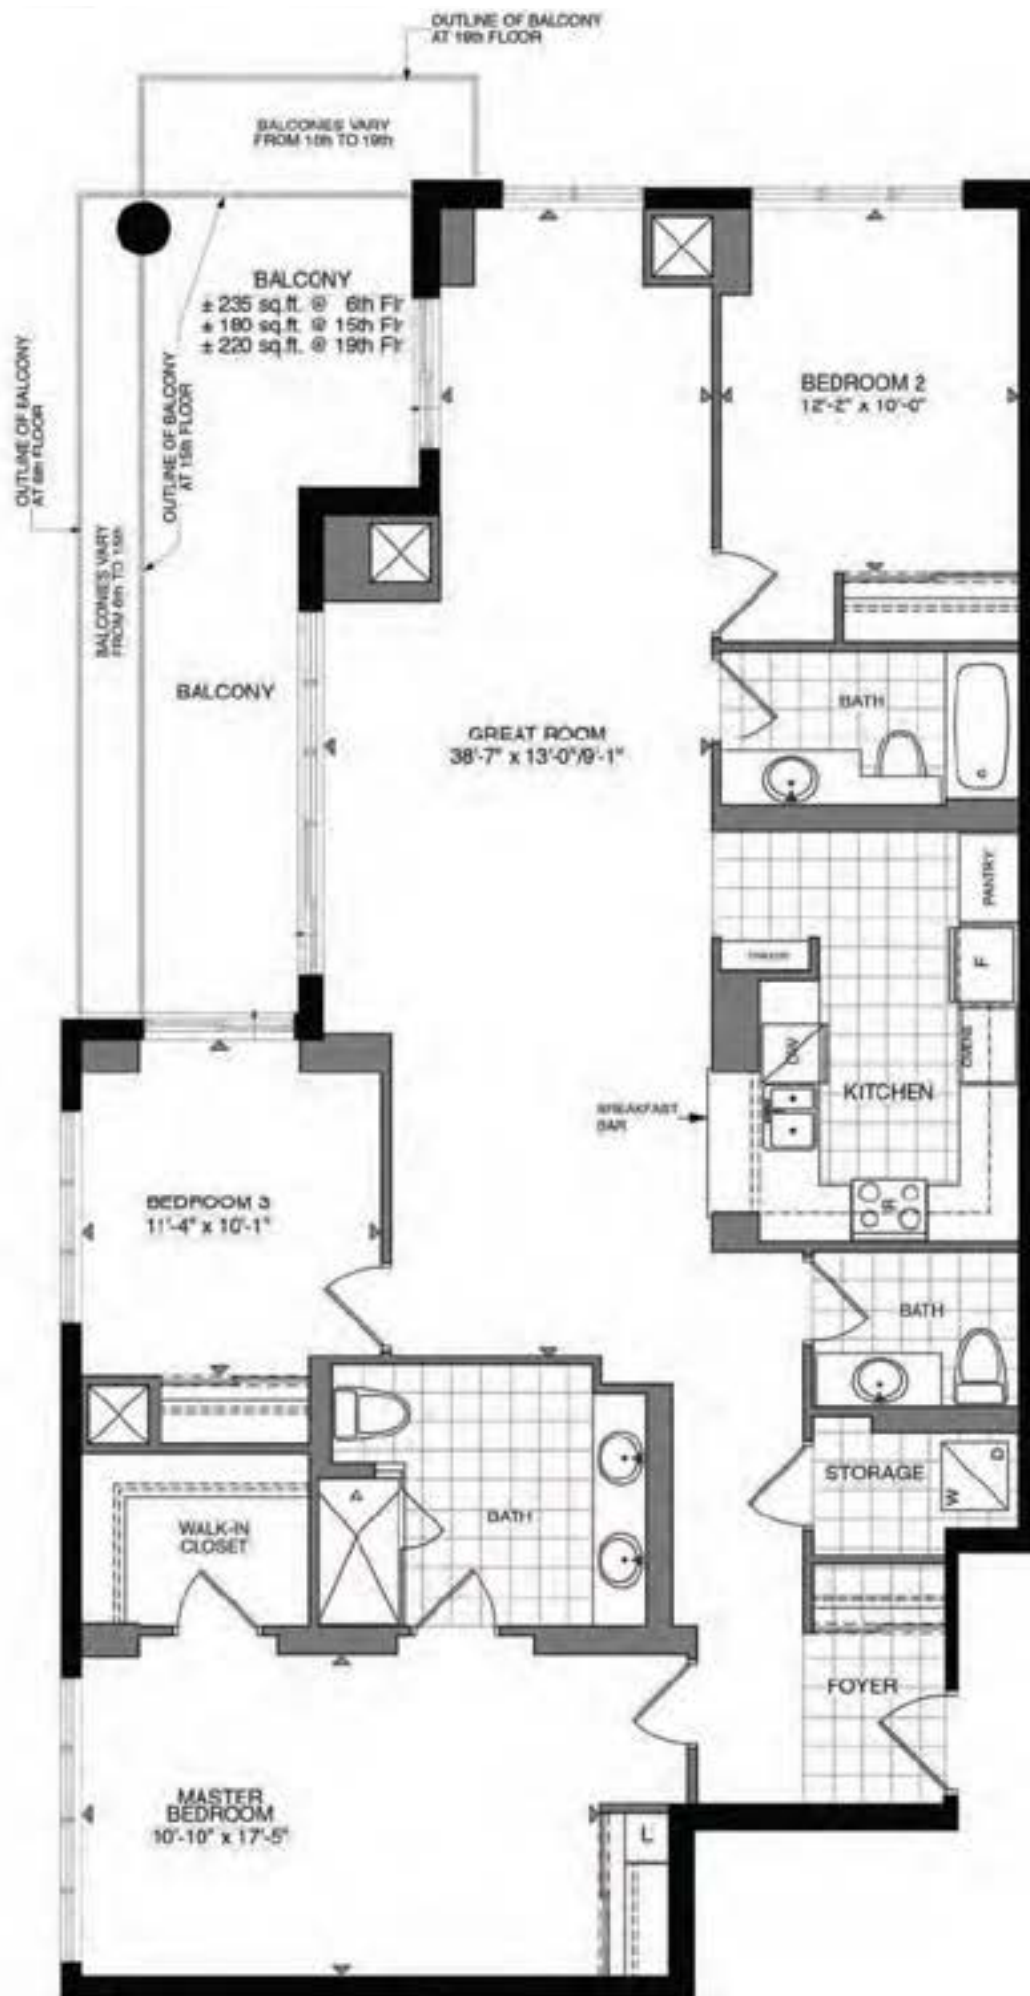 OUTLINE OF BALCONY
AT 19th FLOOR
BALCONIES VARY
FROM 15th TO 19th
BALCONY
± 235 sq.ft. @ 6th Flr
± 180 sq.ft. @ 15th Flr
± 220 sq.ft. @ 19th Flr
OUTLINE OF BALCONY
AT 6th FLOOR
OUTLINE OF BALCONY
AT 15th FLOOR
BALCONIES VARY
FROM 6th TO 15th
BEDROOM 2
12'-2" x 10'-0"
BALCONY
GREAT ROOM
38'-7" x 13'-0"/9'-1"
BATH
PANTRY
F
OVENS
DW
KITCHEN
BREAKFAST
BAR
BEDROOM 3
11'-4" x 10'-1"
BATH
STORAGE
W
D
WALK-IN
CLOSET
BATH
FOYER
MASTER
BEDROOM
10'-10" x 17'-5"
L